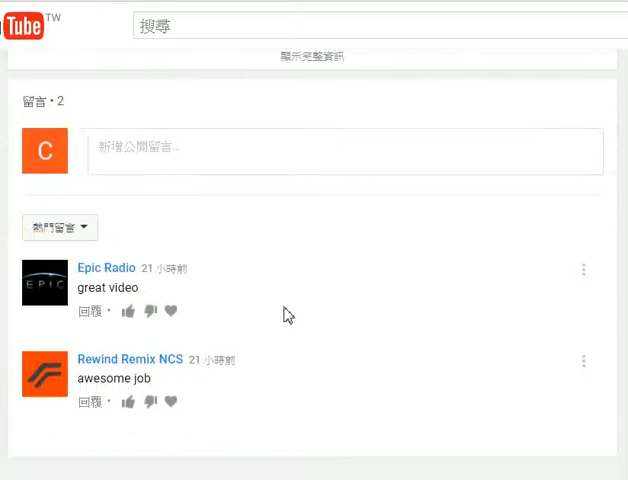 Tube TW
搜尋
顯示完整資訊
留言 • 2
C
新增公開留言...
熱門留言
Epic Radio 21 小時前
EPIC
great video
回覆 •
Rewind Remix NCS 21 小時前
awesome job
回覆 •